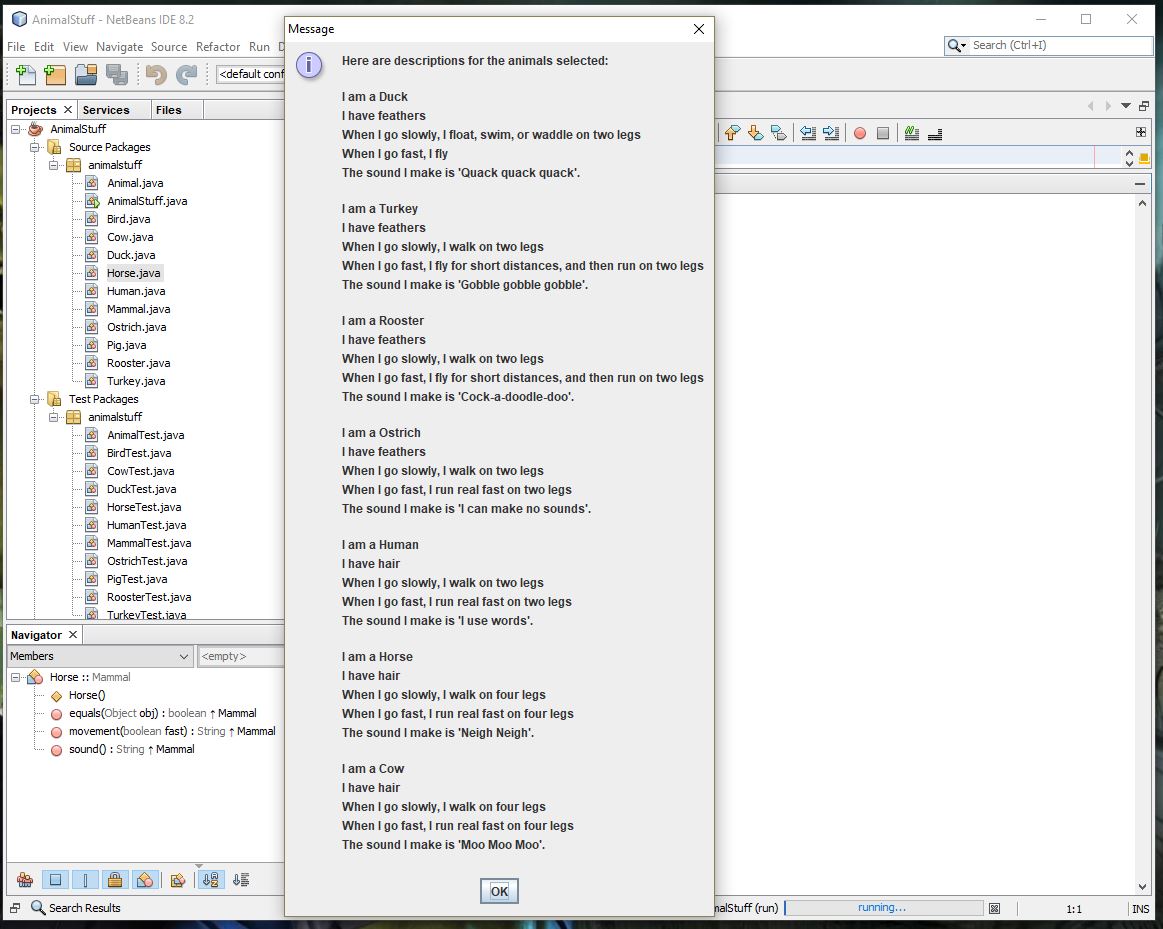 AnimalStuff - NetBeans IDE 8.2
File Edit View Navigate Source Refactor Run
Search (Ctrl+I)
<default conf
Projects Services Files
AnimalStuff
Source Packages
animalstuff
Animal.java
AnimalStuff.java
Bird.java
Cow.java
Duck.java
Horse.java
Human.java
Mammal.java
Ostrich.java
Pig.java
Rooster.java
Turkey.java
Test Packages
animalstuff
AnimalTest.java
BirdTest.java
CowTest.java
DuckTest.java
HorseTest.java
HumanTest.java
MammalTest.java
OstrichTest.java
PigTest.java
RoosterTest.java
TurkeyTest.java
Navigator
Members
<empty>
Horse :: Mammal
Horse()
equals(Object obj) : boolean ↑ Mammal
movement(boolean fast) : String ↑ Mammal
sound() : String ↑ Mammal
Search Results
Message
Here are descriptions for the animals selected:
I am a Duck
I have feathers
When I go slowly, I float, swim, or waddle on two legs
When I go fast, I fly
The sound I make is 'Quack quack quack'.
I am a Turkey
I have feathers
When I go slowly, I walk on two legs
When I go fast, I fly for short distances, and then run on two legs
The sound I make is 'Gobble gobble gobble'.
I am a Rooster
I have feathers
When I go slowly, I walk on two legs
When I go fast, I fly for short distances, and then run on two legs
The sound I make is 'Cock-a-doodle-doo'.
I am a Ostrich
I have feathers
When I go slowly, I walk on two legs
When I go fast, I run real fast on two legs
The sound I make is 'I can make no sounds'.
I am a Human
I have hair
When I go slowly, I walk on two legs
When I go fast, I run real fast on two legs
The sound I make is 'I use words'.
I am a Horse
I have hair
When I go slowly, I walk on four legs
When I go fast, I run real fast on four legs
The sound I make is 'Neigh Neigh'.
I am a Cow
I have hair
When I go slowly, I walk on four legs
When I go fast, I run real fast on four legs
The sound I make is 'Moo Moo Moo'.
OK
malStuff (run) running... 1:1 INS